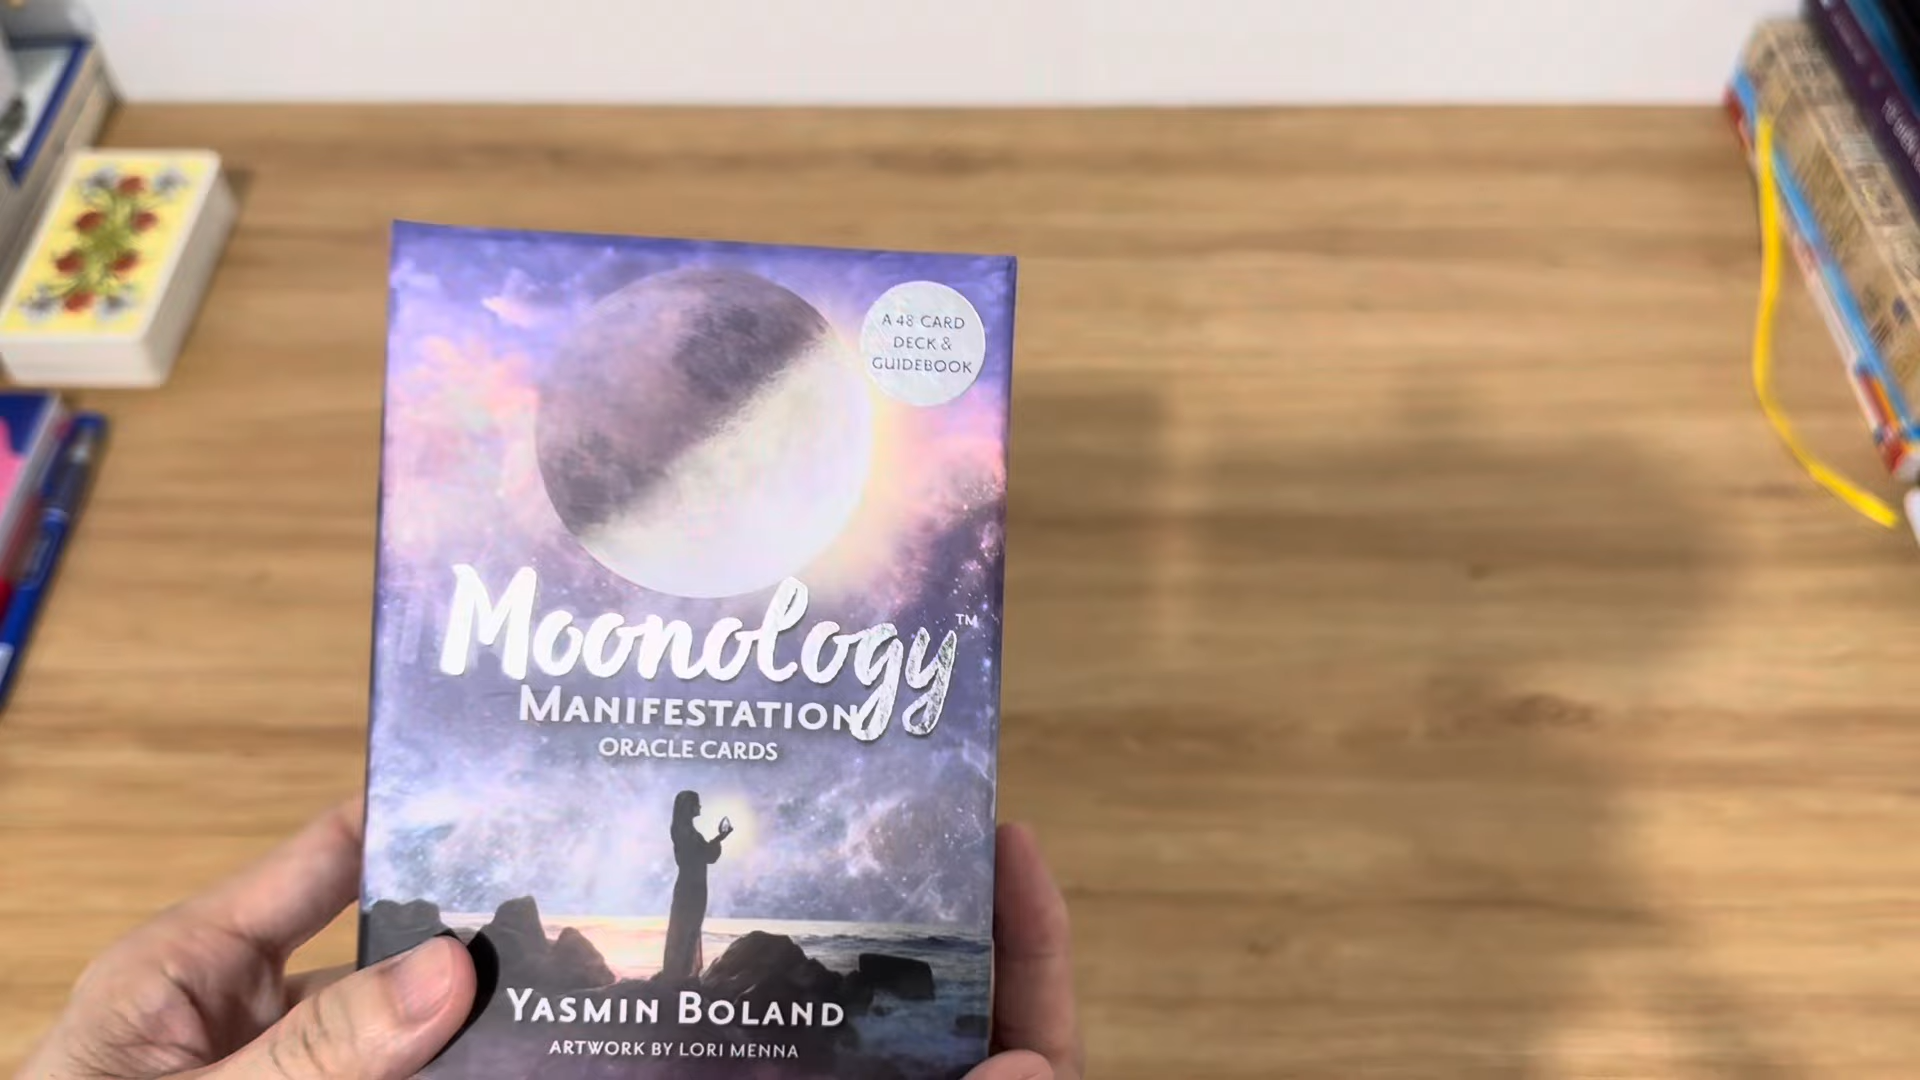 A 48 CARD
DECK &
GUIDEBOOK
Moonology™
MANIFESTATION
ORACLE CARDS
YASMIN BOLAND
ARTWORK BY LORI MENNA